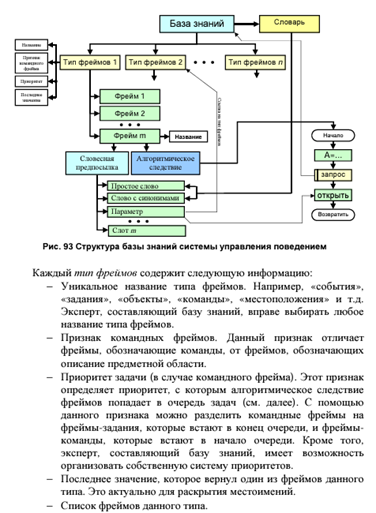 База знаний
Словарь
Название
Признак командного фрейма
Приоритет
Последнее значение
Тип фреймов 1
Тип фреймов 2
Тип фреймов n
Фрейм 1
Фрейм 2
Фрейм m
Название
Словесная предпосылка
Алгоритмическое следствие
Простое слово
Слово с синонимами
Параметр
Слот m
Начало
А=...
запрос
открыть
Возвратить
Рис. 93 Структура базы знаний системы управления поведением
Каждый тип фреймов содержит следующую информацию:
− Уникальное название типа фреймов. Например, «события»,
«задания», «объекты», «команды», «местоположения» и т.д.
Эксперт, составляющий базу знаний, вправе выбирать любое
название типа фреймов.
− Признак командных фреймов. Данный признак отличает
фреймы, обозначающие команды, от фреймов, обозначающих
описание предметной области.
− Приоритет задачи (в случае командного фрейма). Этот признак
определяет приоритет, с которым алгоритмическое следствие
фреймов попадает в очередь задач (см. далее). С помощью
данного признака можно разделить командные фреймы на
фреймы-задания, которые встают в конец очереди, и фреймы-
команды, которые встают в начало очереди. Кроме того,
эксперт, составляющий базу знаний, имеет возможность
организовать собственную систему приоритетов.
− Последнее значение, которое вернул один из фреймов данного
типа. Это актуально для раскрытия местоимений.
− Список фреймов данного типа.